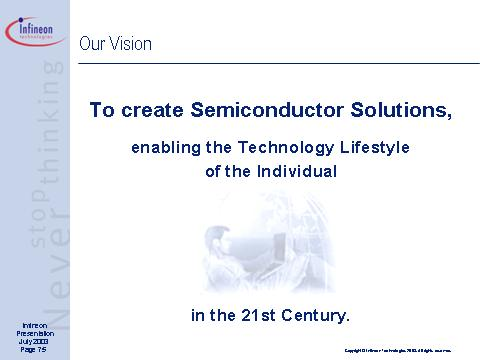 Infineon
technologies
Our Vision
Never stop thinking
To create Semiconductor Solutions,
enabling the Technology Lifestyle
of the Individual
in the 21st Century.
Infineon
Presentation
July 2003
Page 75
Copyright © Infineon Technologies 2003. All rights reserved.